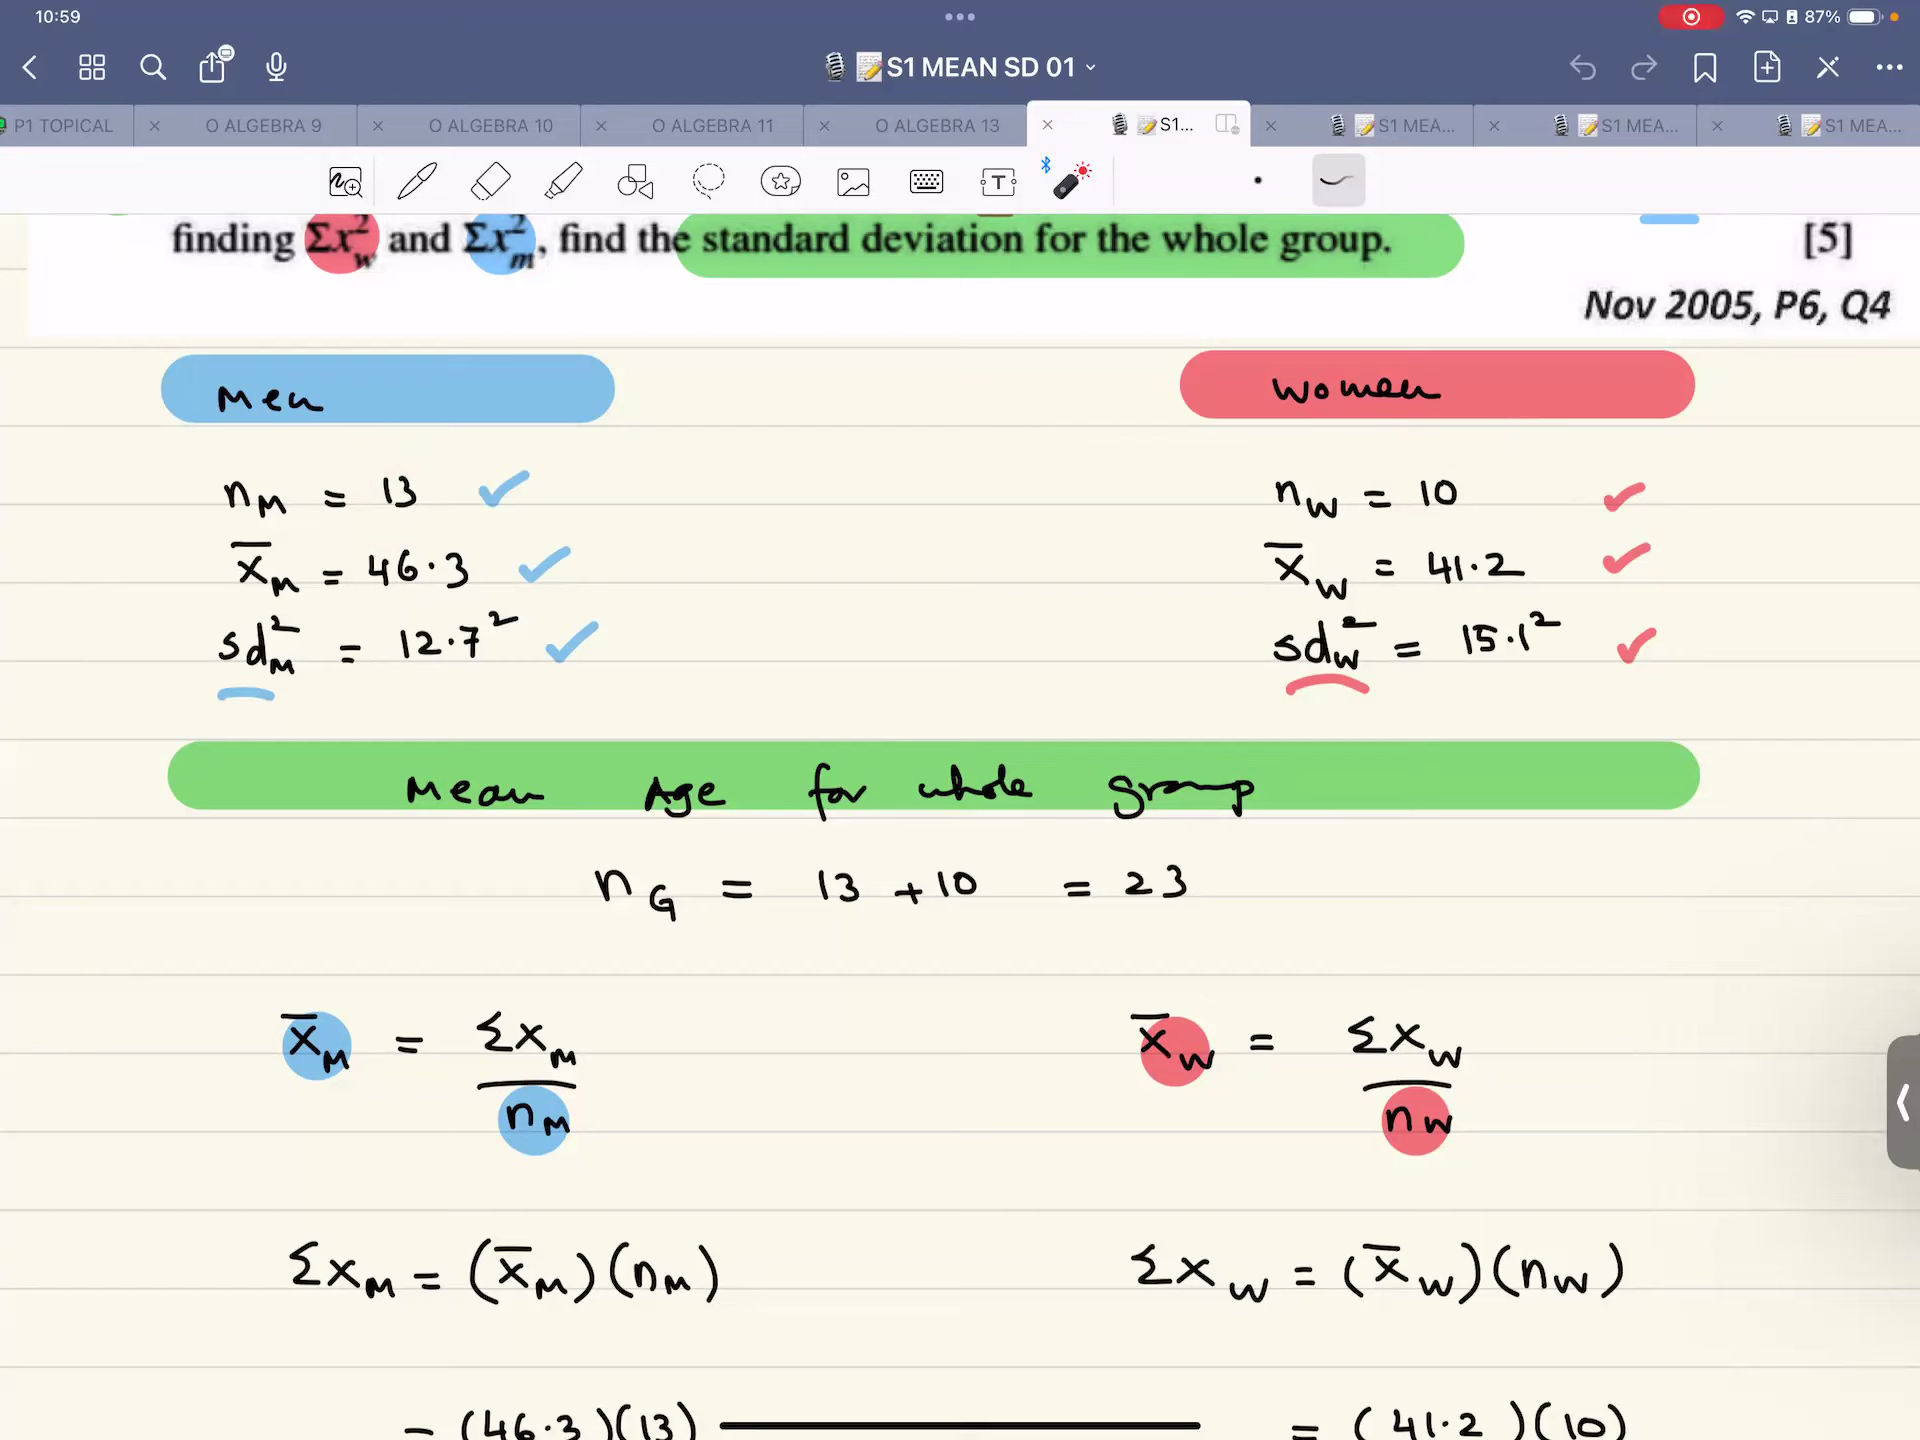 10:59
87%
S1 MEAN SD 01
P1 TOPICAL
O ALGEBRA 9
O ALGEBRA 10
O ALGEBRA 11
O ALGEBRA 13
S1...
S1 MEA...
S1 MEA...
S1 MEA...
finding Σx²w and Σx²m, find the standard deviation for the whole group. [5]
Nov 2005, P6, Q4
Men
Women
nM = 13
nW = 10
x̄M = 46·3
x̄W = 41·2
sd²M = 12·7²
sd²W = 15·1²
Mean Age for whole group
nG = 13 + 10 = 23
x̄M = ΣxM / nM
x̄W = ΣxW / nW
ΣxM = (x̄M)(nM)
ΣxW = (x̄W)(nW)
= (46·3)(13)
= (41·2)(10)